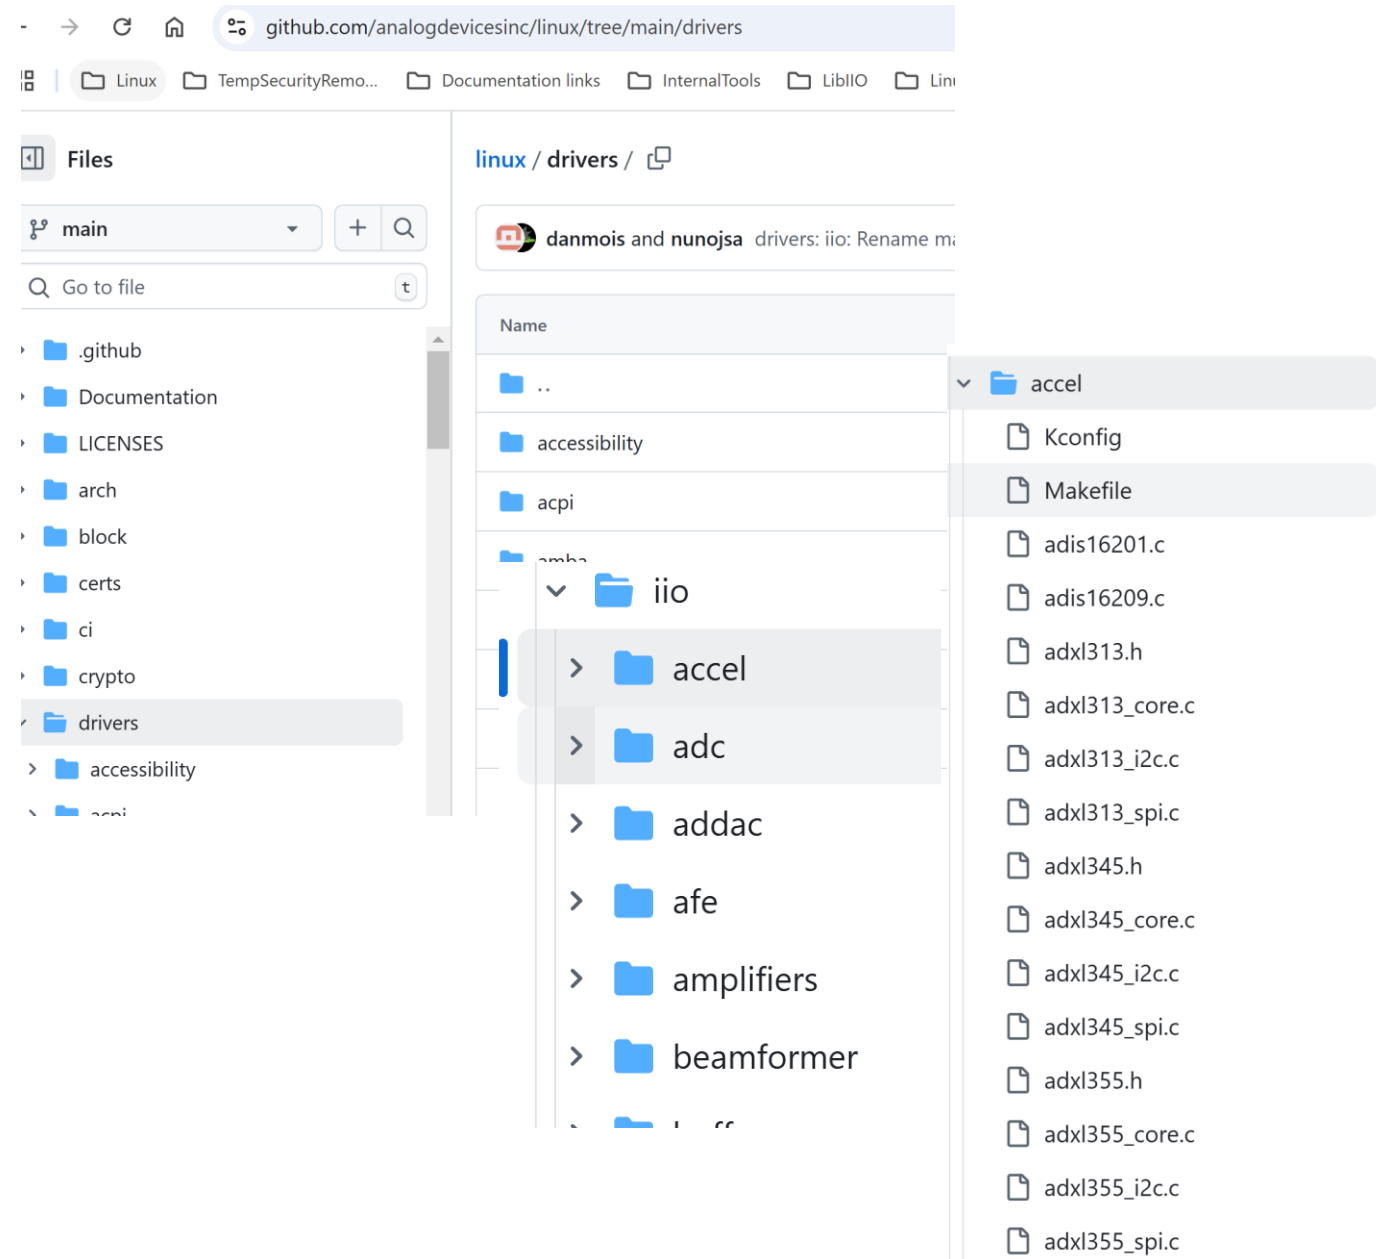 github.com/analogdevicesinc/linux/tree/main/drivers
Linux TempSecurityRemo... Documentation links InternalTools LibIIO
Files
main
Go to file t
.github
Documentation
LICENSES
arch
block
certs
ci
crypto
drivers
accessibility
acpi
linux / drivers /
danmois and nunojsa drivers: iio: Rename
Name
..
accessibility
acpi
amba
iio
accel
adc
addac
afe
amplifiers
beamformer
accel
Kconfig
Makefile
adis16201.c
adis16209.c
adxl313.h
adxl313_core.c
adxl313_i2c.c
adxl313_spi.c
adxl345.h
adxl345_core.c
adxl345_i2c.c
adxl345_spi.c
adxl355.h
adxl355_core.c
adxl355_i2c.c
adxl355_spi.c